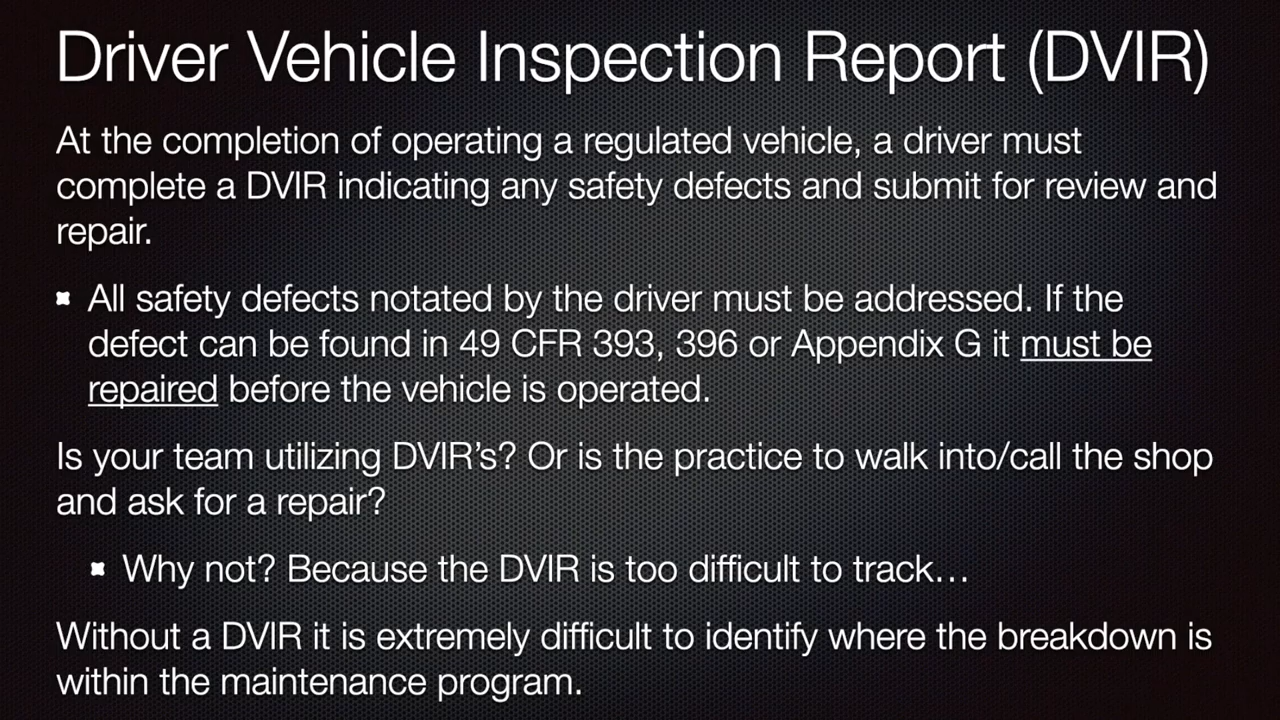 Driver Vehicle Inspection Report (DVIR)
At the completion of operating a regulated vehicle, a driver must
complete a DVIR indicating any safety defects and submit for review and
repair.
All safety defects notated by the driver must be addressed. If the
defect can be found in 49 CFR 393, 396 or Appendix G it must be
repaired before the vehicle is operated.
Is your team utilizing DVIR’s? Or is the practice to walk into/call the shop
and ask for a repair?
Why not? Because the DVIR is too difficult to track…
Without a DVIR it is extremely difficult to identify where the breakdown is
within the maintenance program.